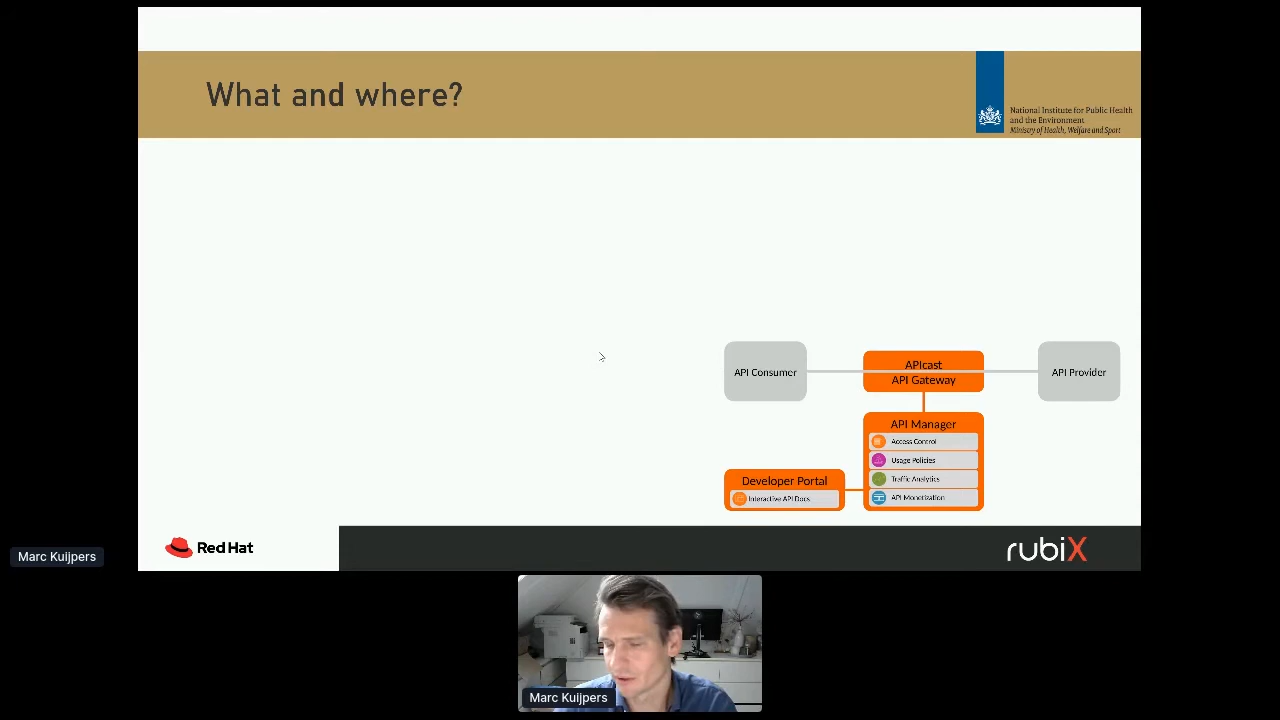 What and where?
National Institute for Public Health
and the Environment
Ministry of Health, Welfare and Sport
API Consumer
APIcast
API Gateway
API Provider
API Manager
Access Control
Usage Policies
Traffic Analytics
API Monetization
Developer Portal
Interactive API Docs
Red Hat
rubiX
Marc Kuijpers
Marc Kuijpers